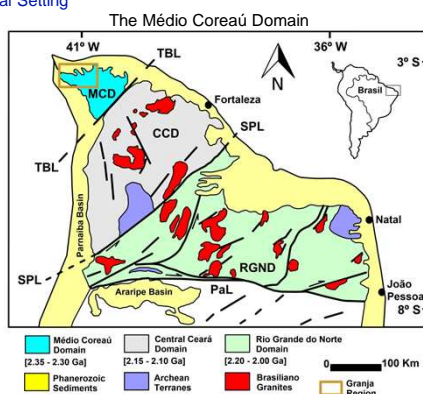 al Setting
The Médio Coreaú Domain
41° W
36° W
3° S
TBL
MCD
Fortaleza
N
Brasil
CCD
SPL
TBL
Parnaíba Basin
Natal
RGND
SPL
João
Pessoa
Araripe Basin
PaL
8° S
Médio Coreaú
Domain
[2.35 - 2.30 Ga]
Central Ceará
Domain
[2.15 - 2.10 Ga]
Rio Grande do Norte
Domain
[2.20 - 2.00 Ga]
0 100 Km
Phanerozoic
Sediments
Archean
Terranes
Brasiliano
Granites
Granja
Region